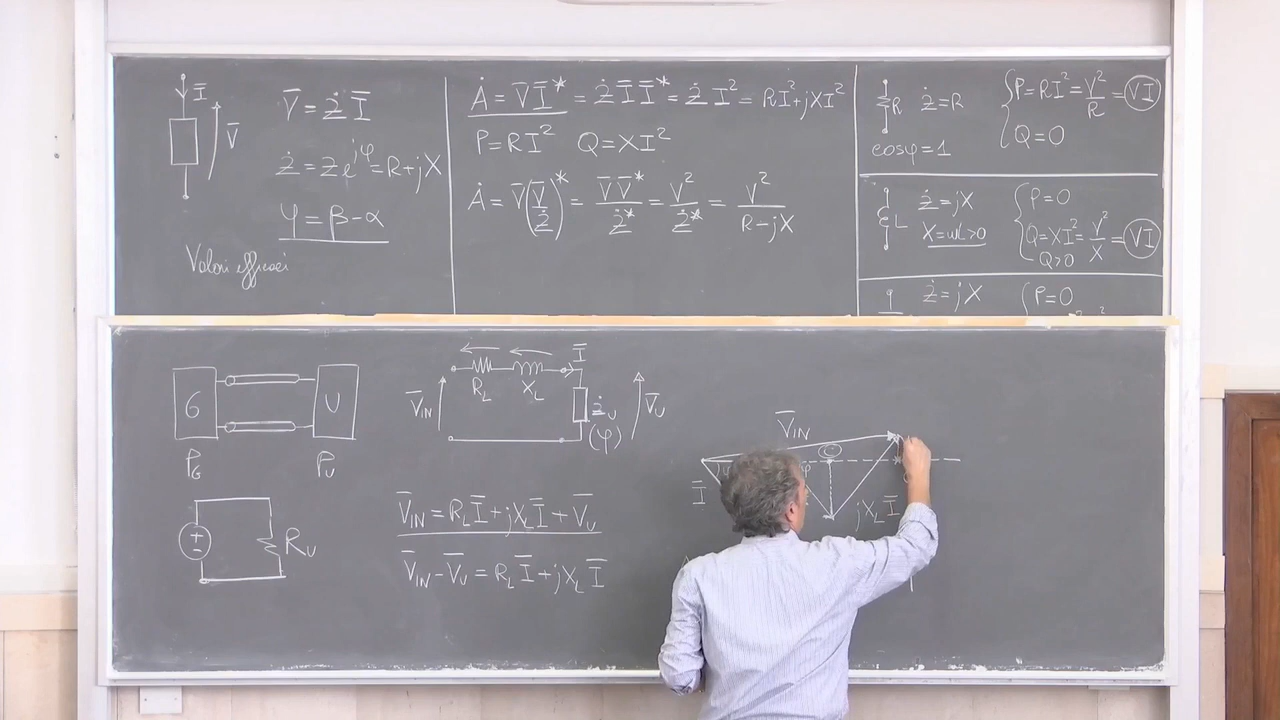 I̅
V̅
V̅ = Ż I̅
Ż = Z e^{jφ} = R + jX
φ = β - α
Valori efficaci
Ȧ = V̅ I̅* = Ż I̅ I̅* = Ż I² = RI² + jXI²
P = RI² Q = XI²
Ȧ = V̅ (V̅/Ż)* = V̅ V̅*/Ż* = V²/Ż* = V²/(R - jX)
R Ż = R
cosφ = 1
P = RI² = V²/R = VI
Q = 0
L Ż = jX
X = ωL > 0
P = 0
Q = XI² = V²/X = VI
Q > 0
Ż = jX
P = 0
G U
P_G P_U
+
-
R_U
V̅_IN R_L X_L I̅
Ż_U (φ) V̅_U
V̅_IN = R_L I̅ + jX_L I̅ + V̅_U
V̅_IN - V̅_U = R_L I̅ + jX_L I̅
V̅_IN
C
I̅ φ
jX_L I̅